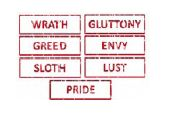 WRATH GLUTTONY
GREED ENVY
SLOTH LUST
PRIDE